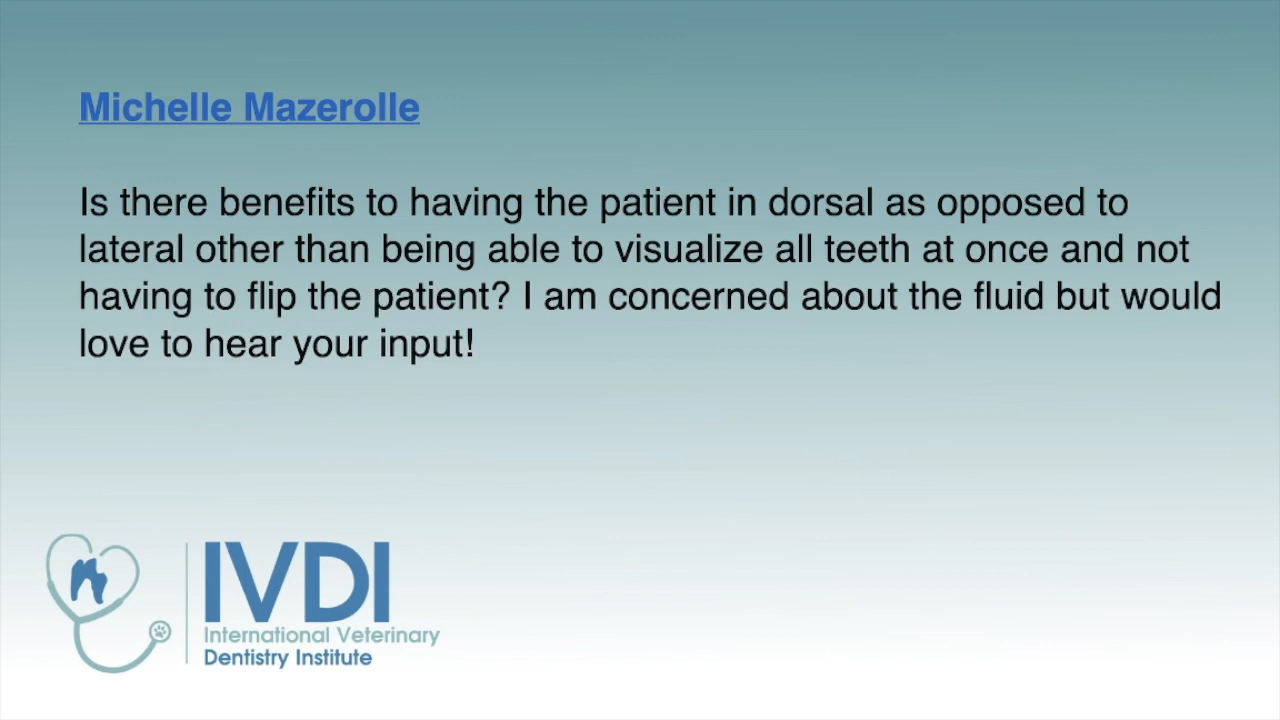 Michelle Mazerolle
Is there benefits to having the patient in dorsal as opposed to
lateral other than being able to visualize all teeth at once and not
having to flip the patient? I am concerned about the fluid but would
love to hear your input!
IVDI
International Veterinary
Dentistry Institute